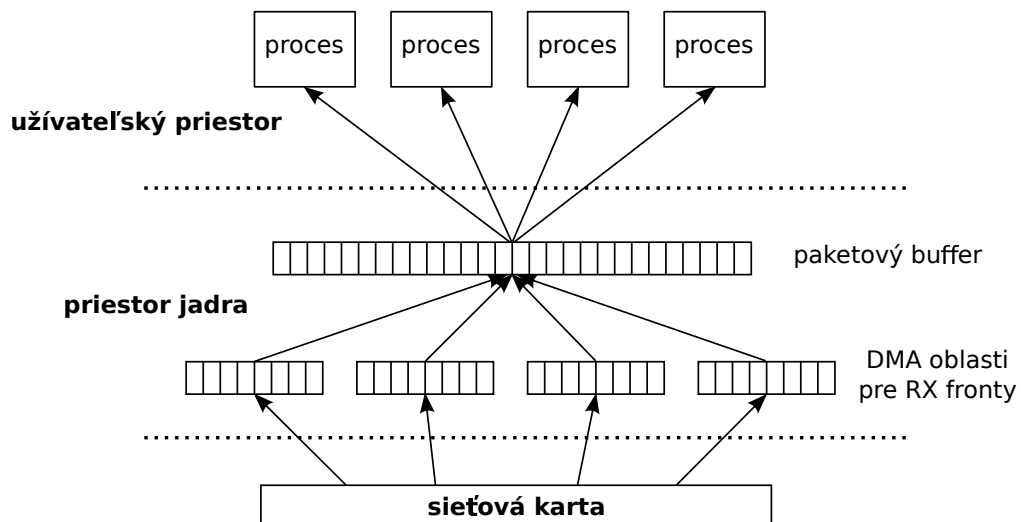 proces
proces
proces
proces
užívateľský priestor
paketový buffer
priestor jadra
DMA oblasti
pre RX fronty
sieťová karta